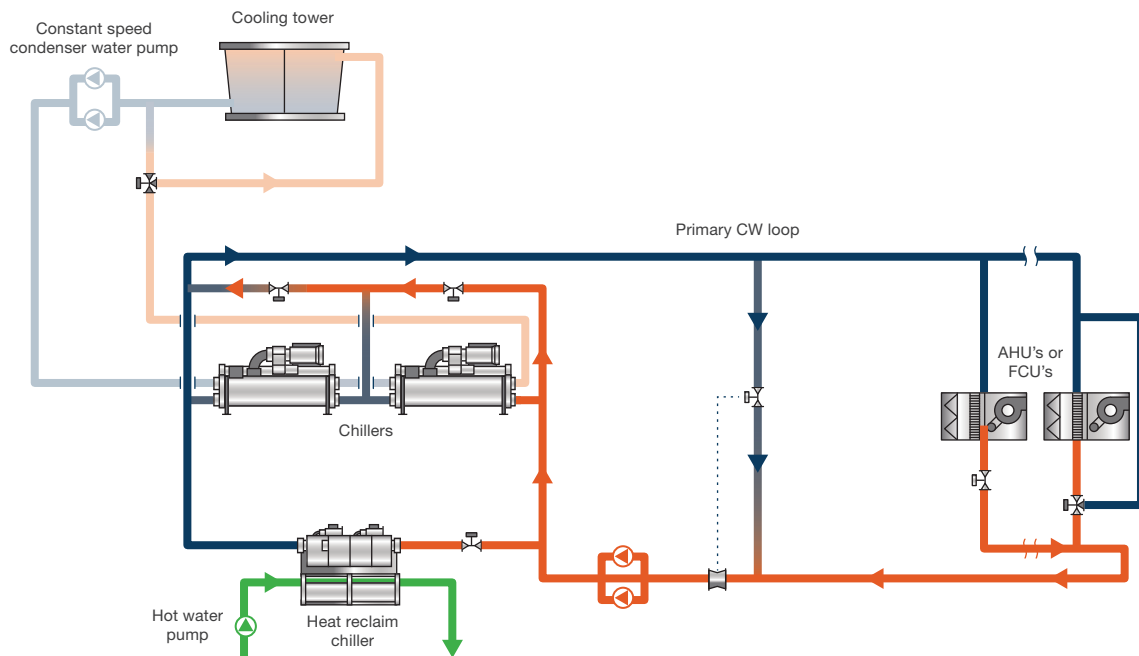 Constant speed
condenser water pump
Cooling tower
Primary CW loop
AHU's or
FCU's
Chillers
Hot water
pump
Heat reclaim
chiller